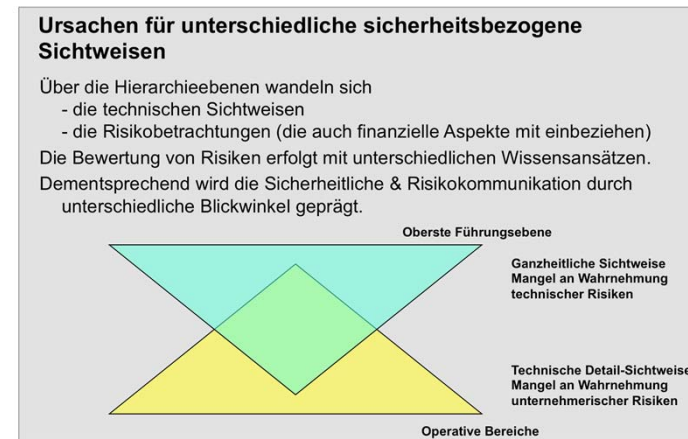 Ursachen für unterschiedliche sicherheitsbezogene
Sichtweisen
Über die Hierarchieebenen wandeln sich
- die technischen Sichtweisen
- die Risikobetrachtungen (die auch finanzielle Aspekte mit einbeziehen)
Die Bewertung von Risiken erfolgt mit unterschiedlichen Wissensansätzen.
Dementsprechend wird die Sicherheitliche & Risikokommunikation durch
unterschiedliche Blickwinkel geprägt.
Oberste Führungsebene
Ganzheitliche Sichtweise
Mangel an Wahrnehmung
technischer Risiken
Technische Detail-Sichtweise
Mangel an Wahrnehmung
unternehmerischer Risiken
Operative Bereiche